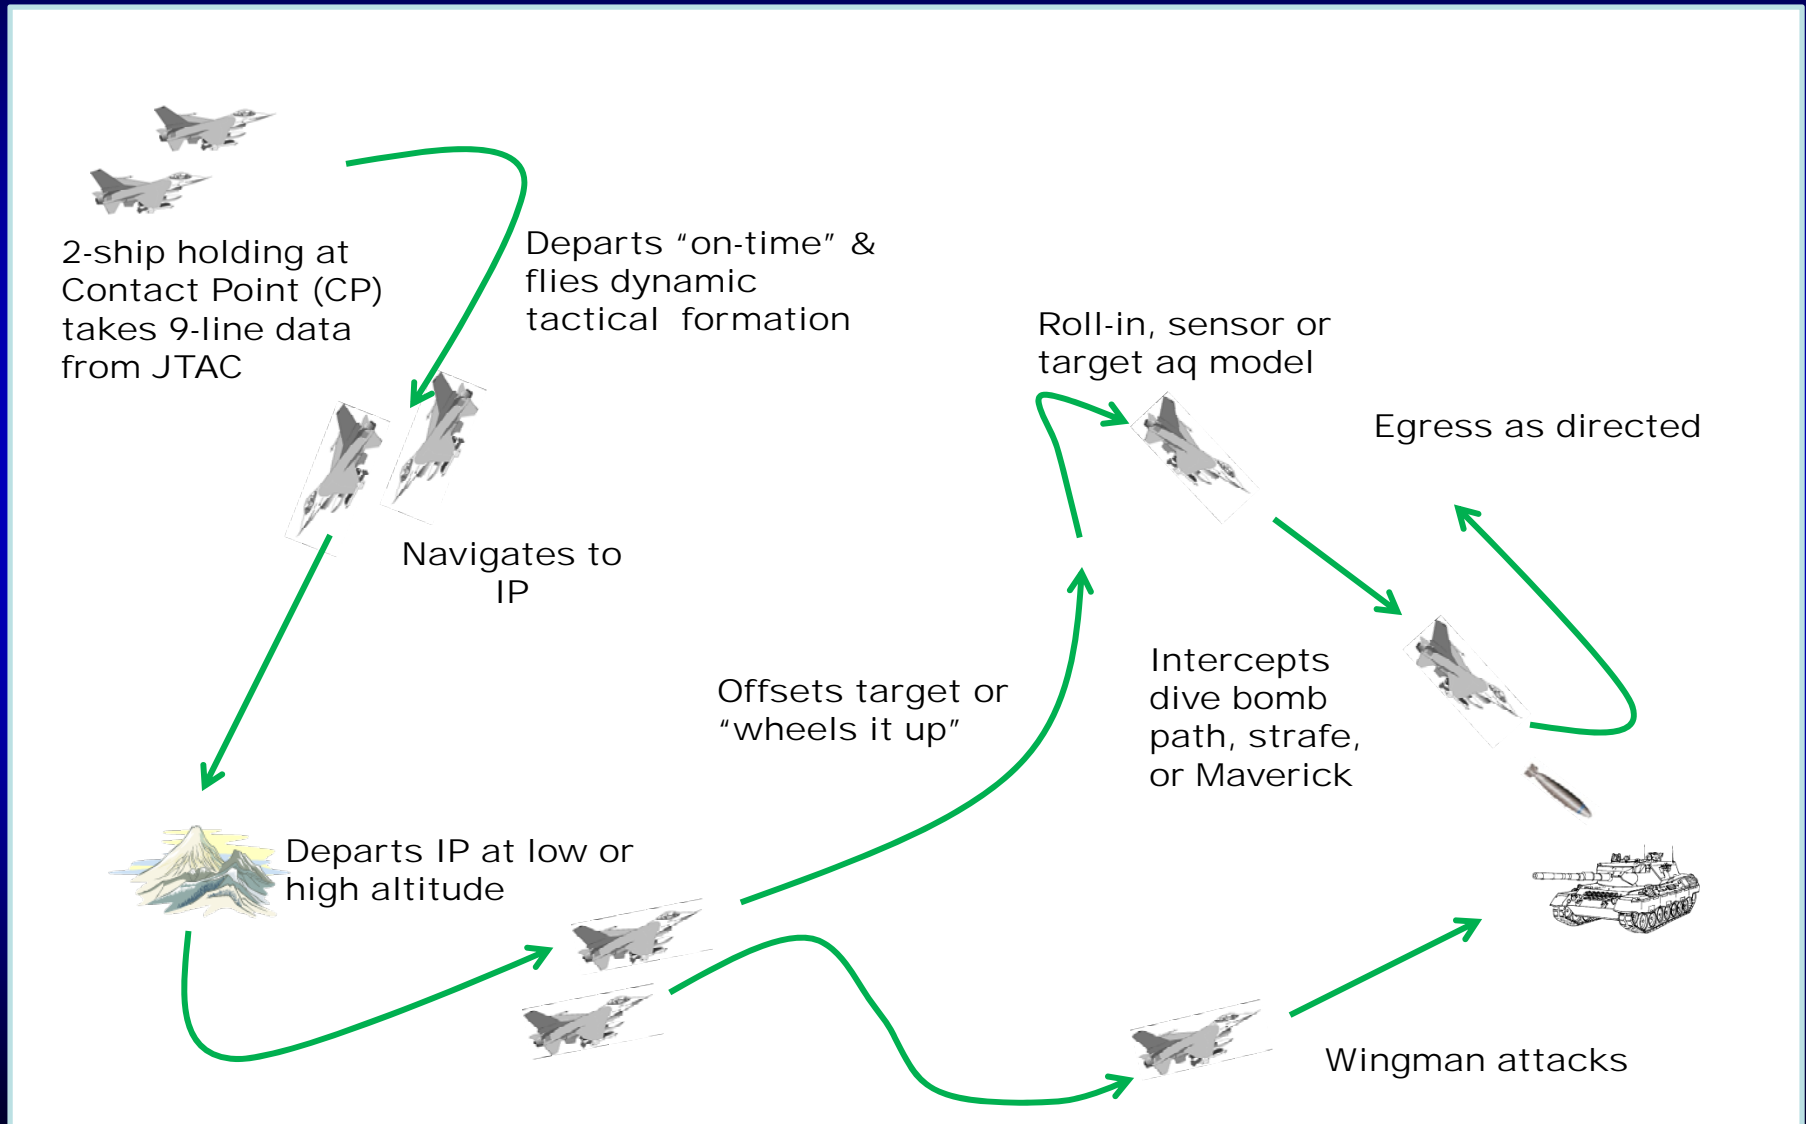 2-ship holding at
Contact Point (CP)
takes 9-line data
from JTAC
Departs “on-time” &
flies dynamic
tactical  formation
Navigates to
IP
Departs IP at low or
high altitude
Offsets target or
“wheels it up”
Roll-in, sensor or
target aq model
Intercepts
dive bomb
path, strafe,
or Maverick
Egress as directed
Wingman attacks